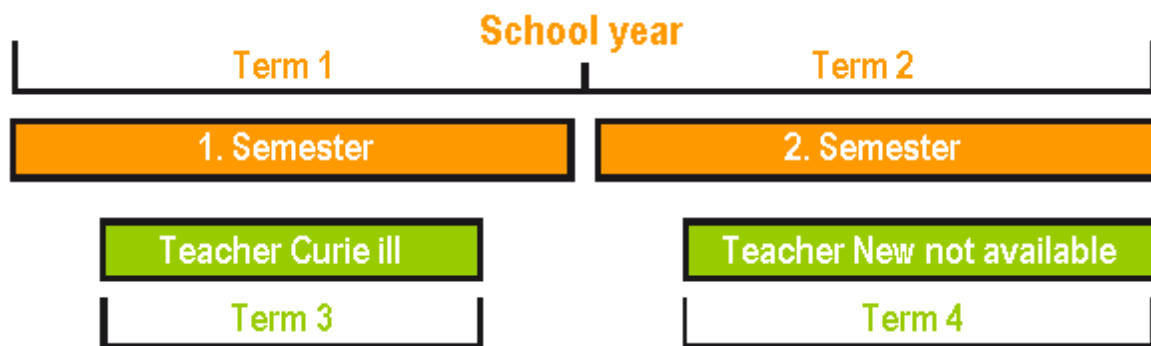 School year
Term 1 Term 2
1. Semester 2. Semester
Teacher Curie ill Teacher New not available
Term 3 Term 4